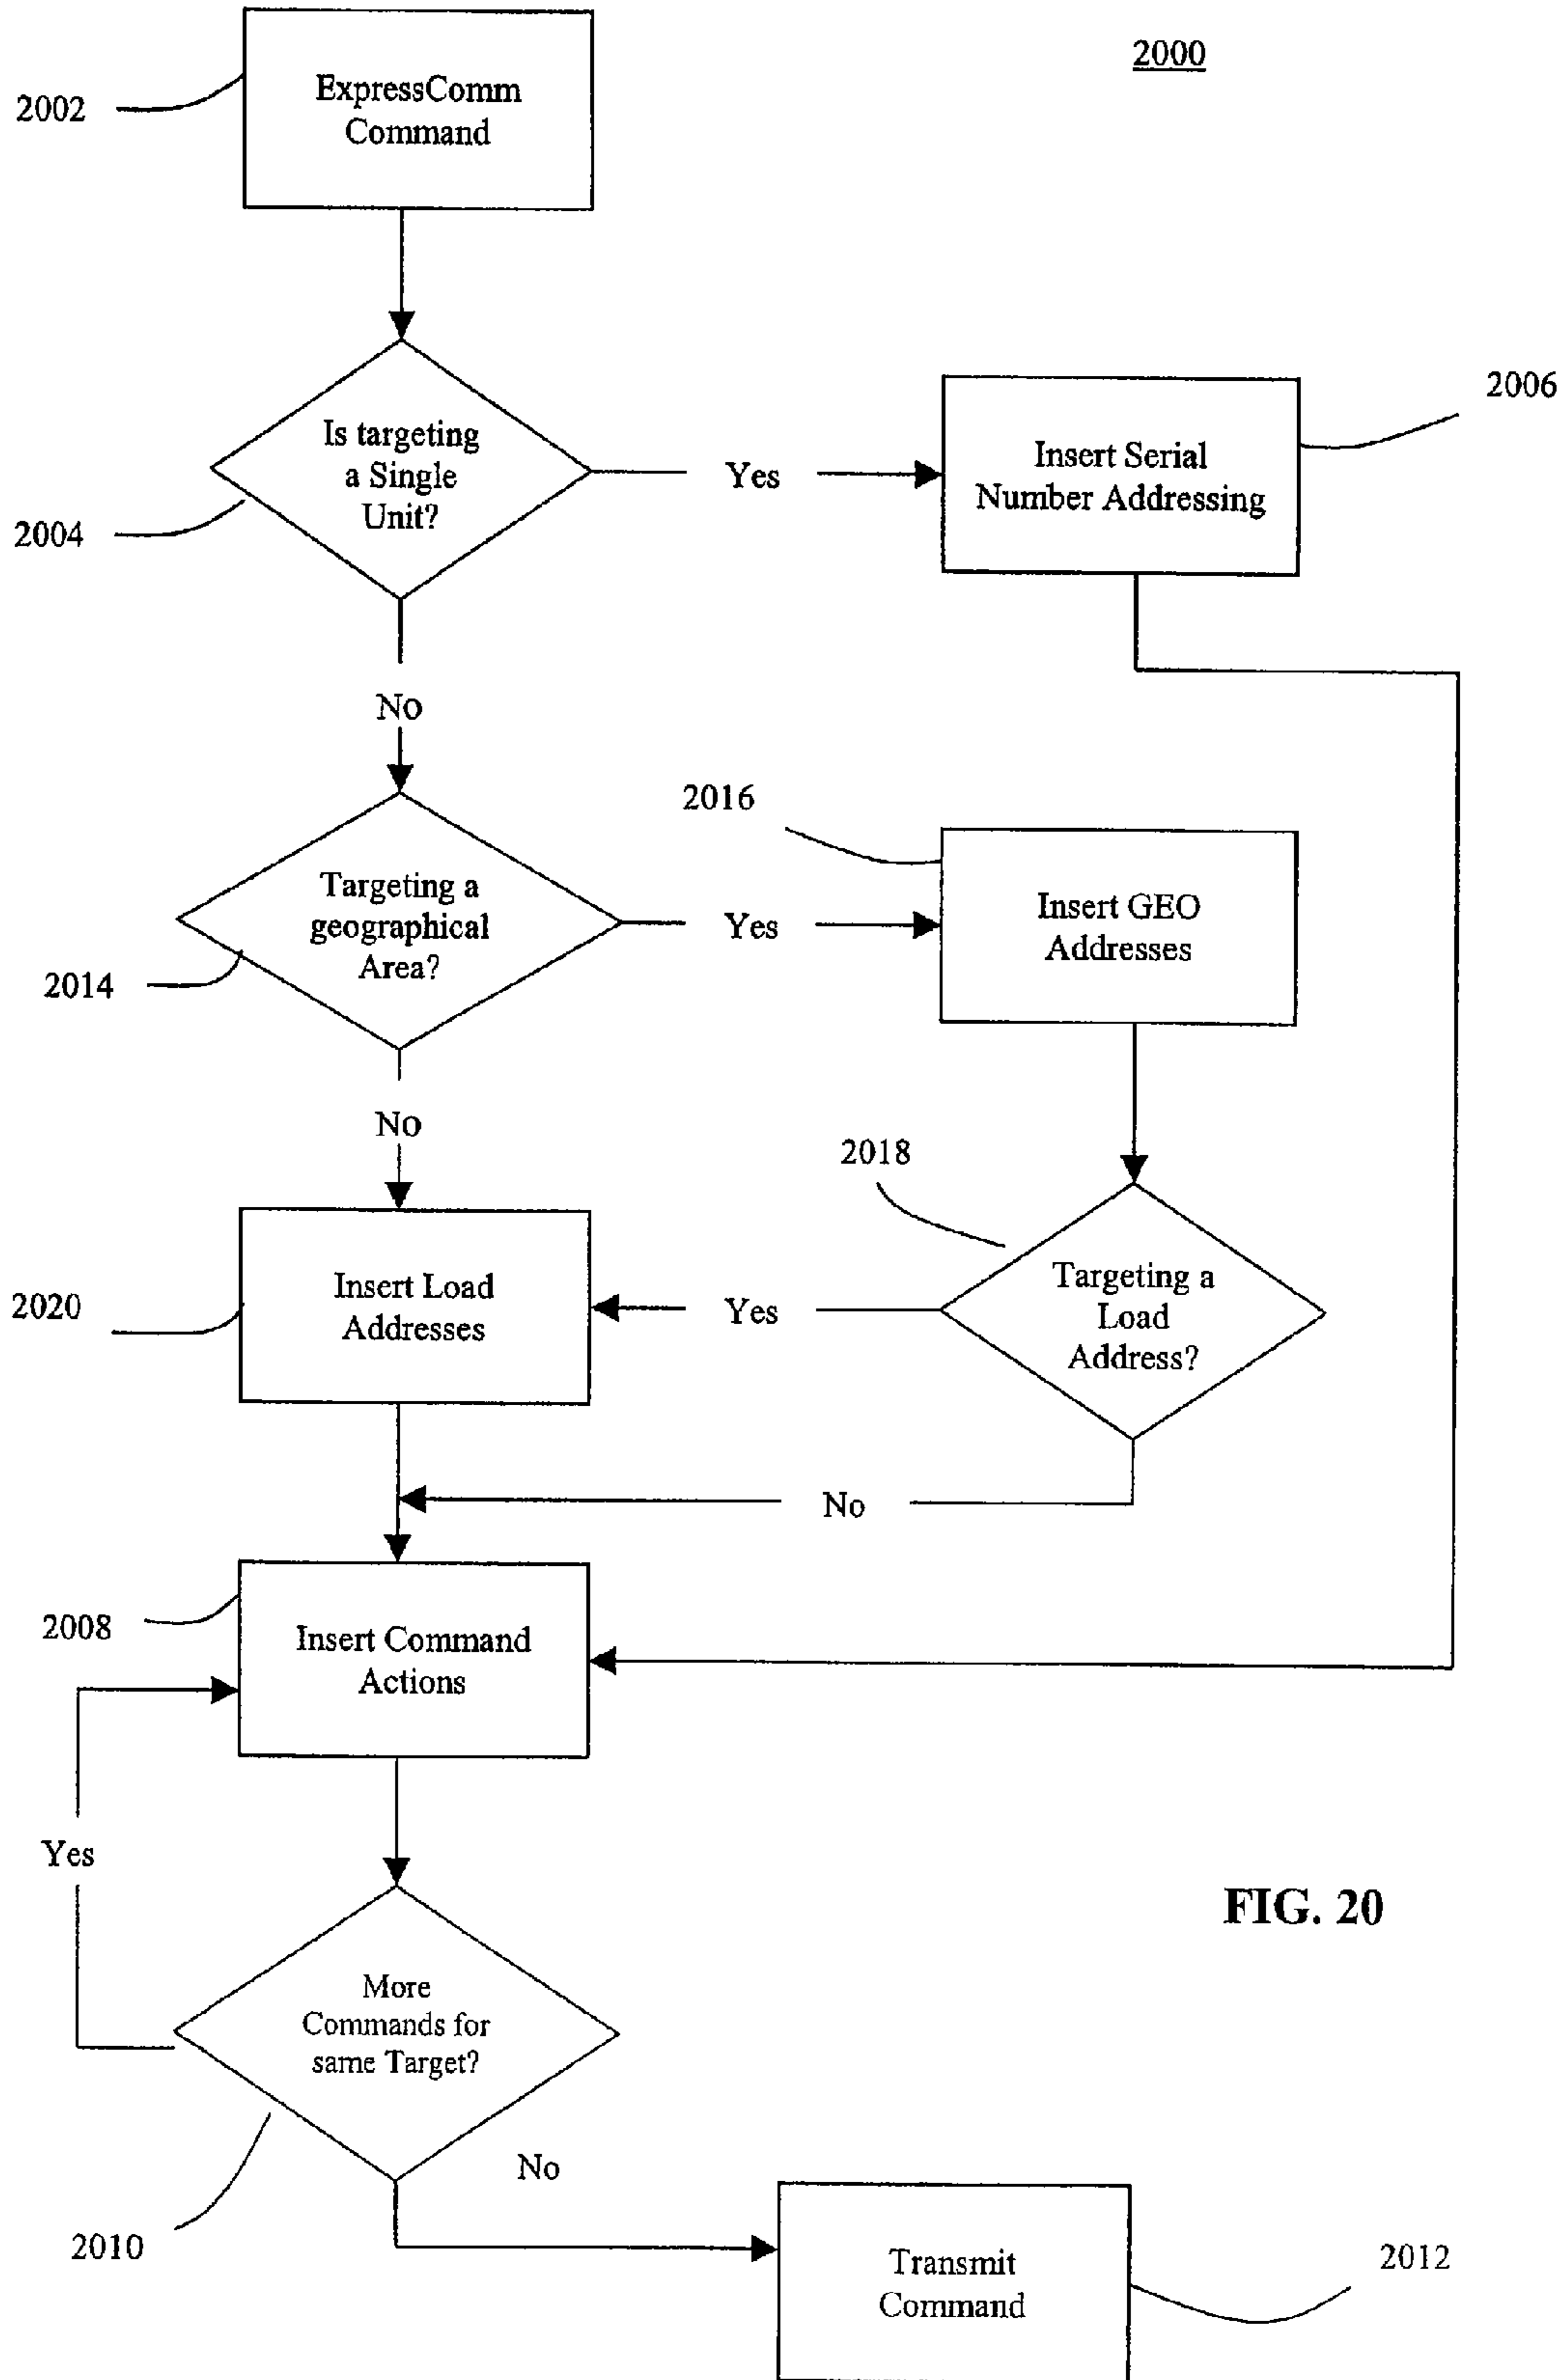 2000
ExpressComm
Command
2002
Is targeting
a Single
Unit?
2004
Yes
Insert Serial
Number Addressing
2006
No
Targeting a
geographical
Area?
2014
Yes
2016
Insert GEO
Addresses
No
2018
Targeting a
Load
Address?
Yes
Insert Load
Addresses
2020
No
2008
Insert Command
Actions
Yes
More
Commands for
same Target?
2010
No
Transmit
Command
2012
FIG. 20